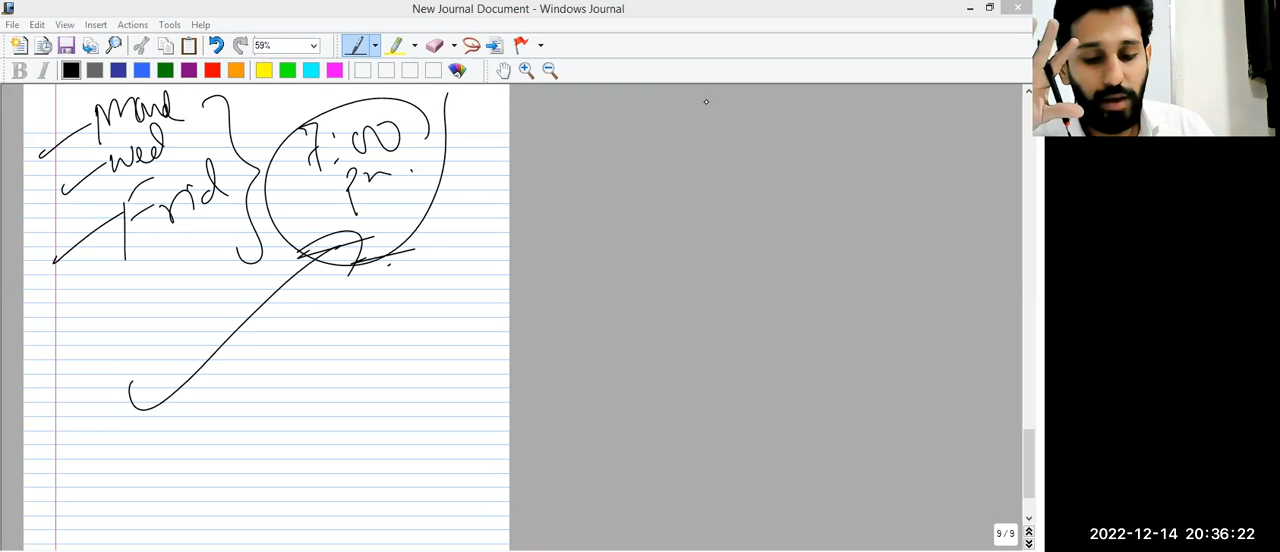 New Journal Document - Windows Journal
File Edit View Insert Actions Tools Help
59%
B I
Mond
Wed
Frid
7:00
pm.
9 / 9
2022-12-14 20:36:22